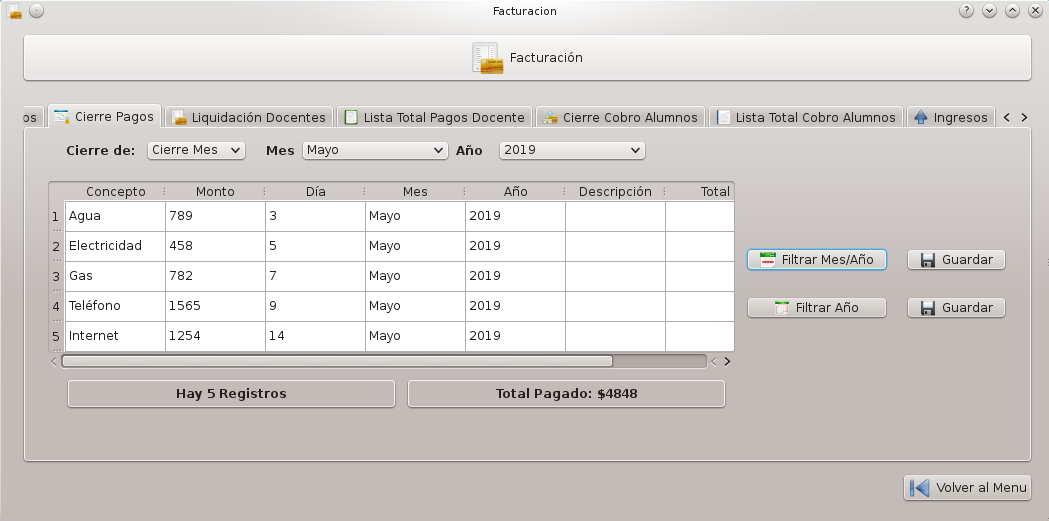 Facturacion
Facturación
os Cierre Pagos Liquidación Docentes Lista Total Pagos Docente Cierre Cobro Alumnos Lista Total Cobro Alumnos Ingresos
Cierre de: Cierre Mes Mes Mayo Año 2019
Concepto Monto Día Mes Año Descripción Total
1 Agua 789 3 Mayo 2019
2 Electricidad 458 5 Mayo 2019
3 Gas 782 7 Mayo 2019
4 Teléfono 1565 9 Mayo 2019
5 Internet 1254 14 Mayo 2019
Filtrar Mes/Año Guardar
Filtrar Año Guardar
Hay 5 Registros Total Pagado: $4848
Volver al Menu